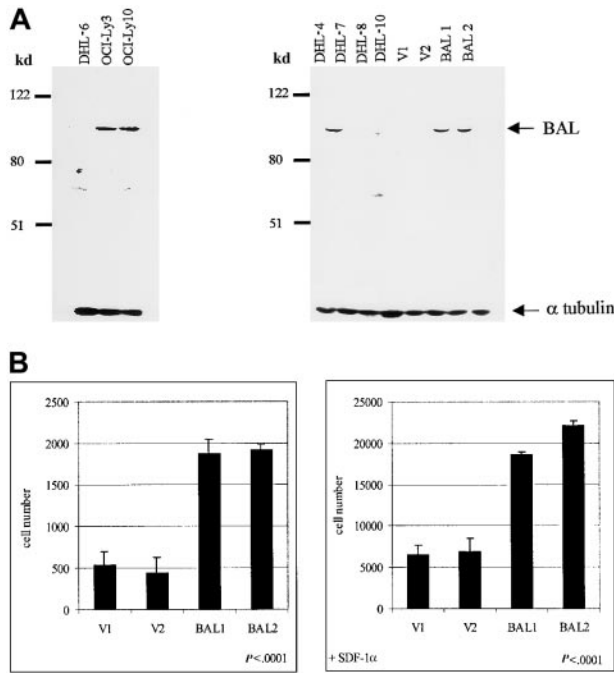 A
kd
DHL-6
OCI-Ly3
OCI-Ly10
122
80
51
kd
DHL-4
DHL-7
DHL-8
DHL-10
V1
V2
BAL 1
BAL 2
122
80
51
BAL
α tubulin
B
cell number
2500
2000
1500
1000
500
0
V1 V2 BAL1 BAL2
P<.0001
cell number
25000
20000
15000
10000
5000
0
V1 V2 BAL1 BAL2
+ SDF-1α P<.0001